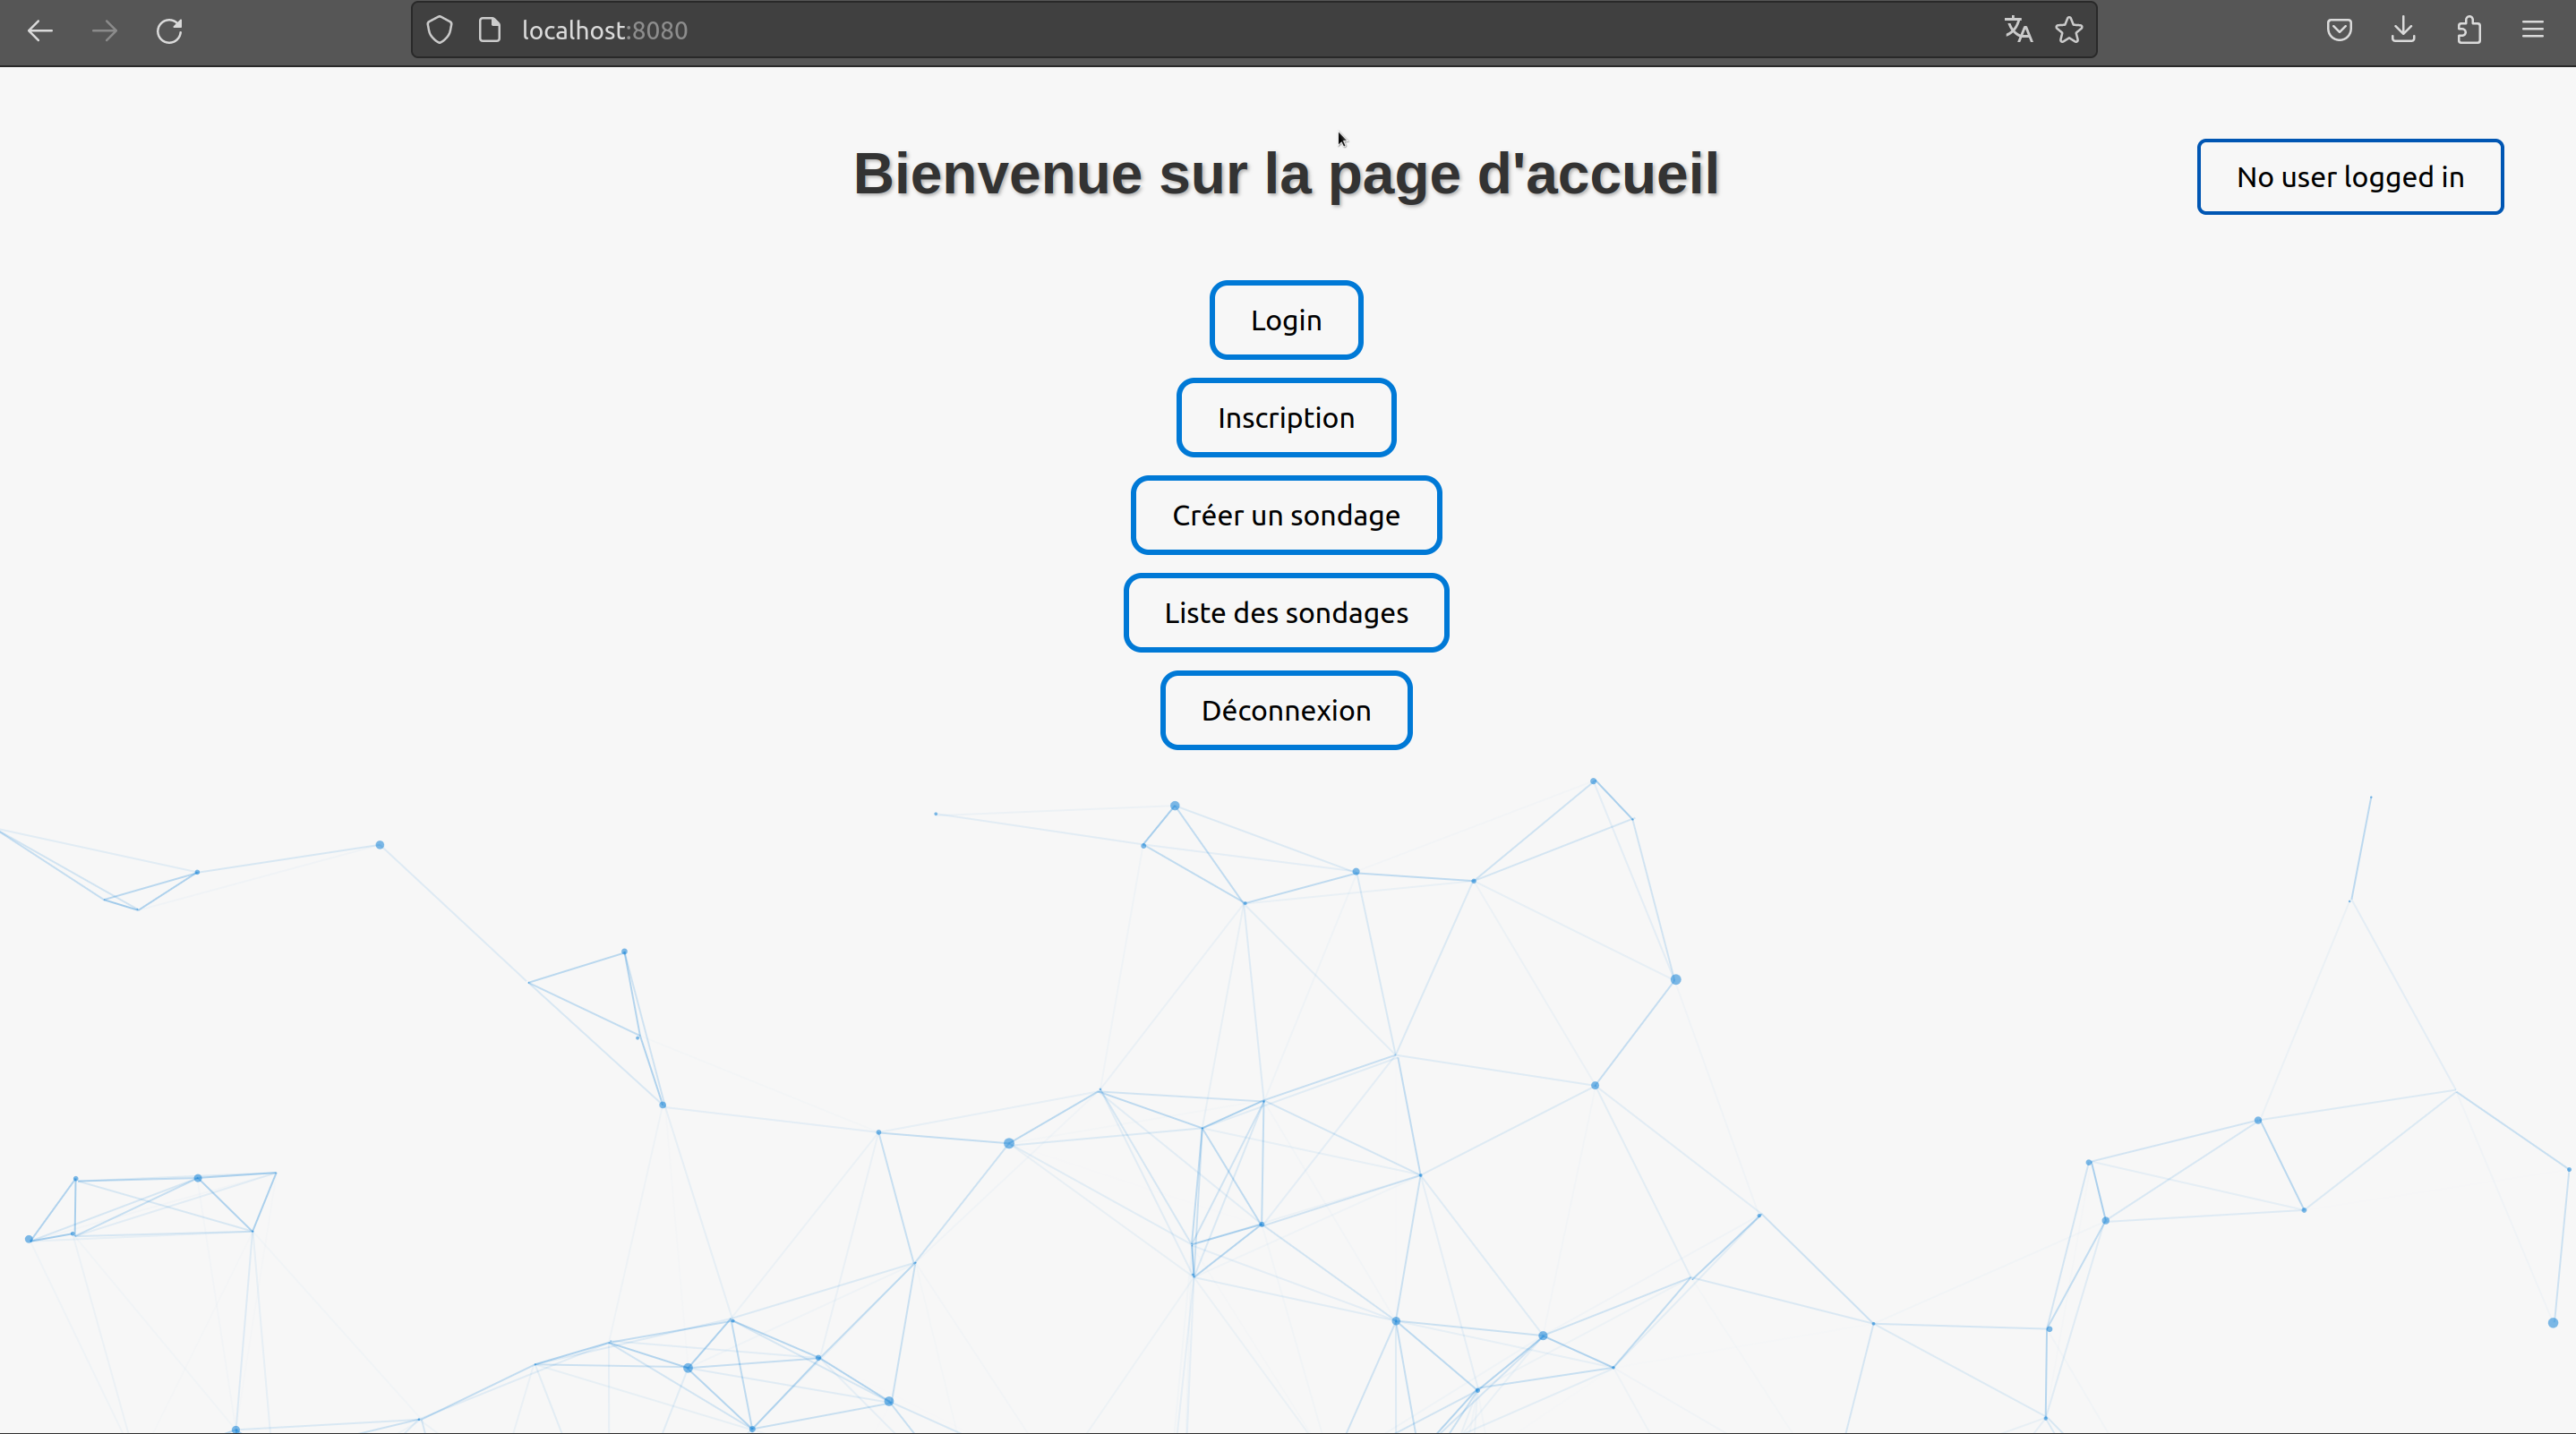 localhost:8080
Bienvenue sur la page d'accueil
No user logged in
Login
Inscription
Créer un sondage
Liste des sondages
Déconnexion